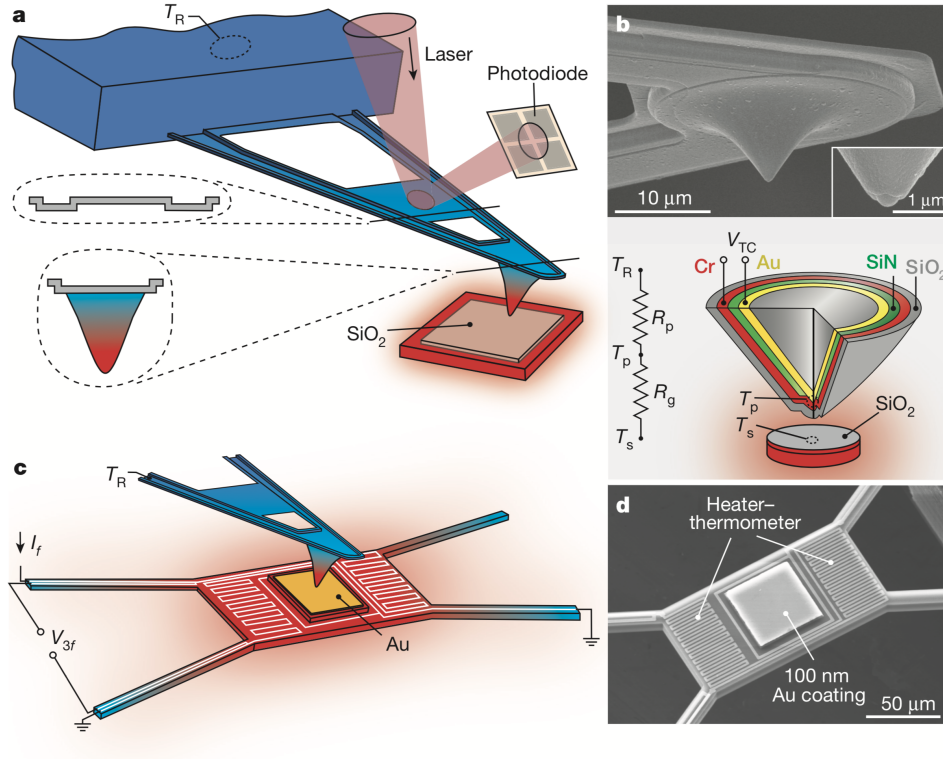 a
T_R
Laser
Photodiode
SiO₂
b
10 μm
1 μm
V_TC
Cr
Au
SiN
SiO₂
T_R
R_p
T_p
R_g
T_s
T_p
T_s
SiO₂
c
T_R
I_f
V_3f
Au
d
Heater–
thermometer
100 nm
Au coating
50 μm